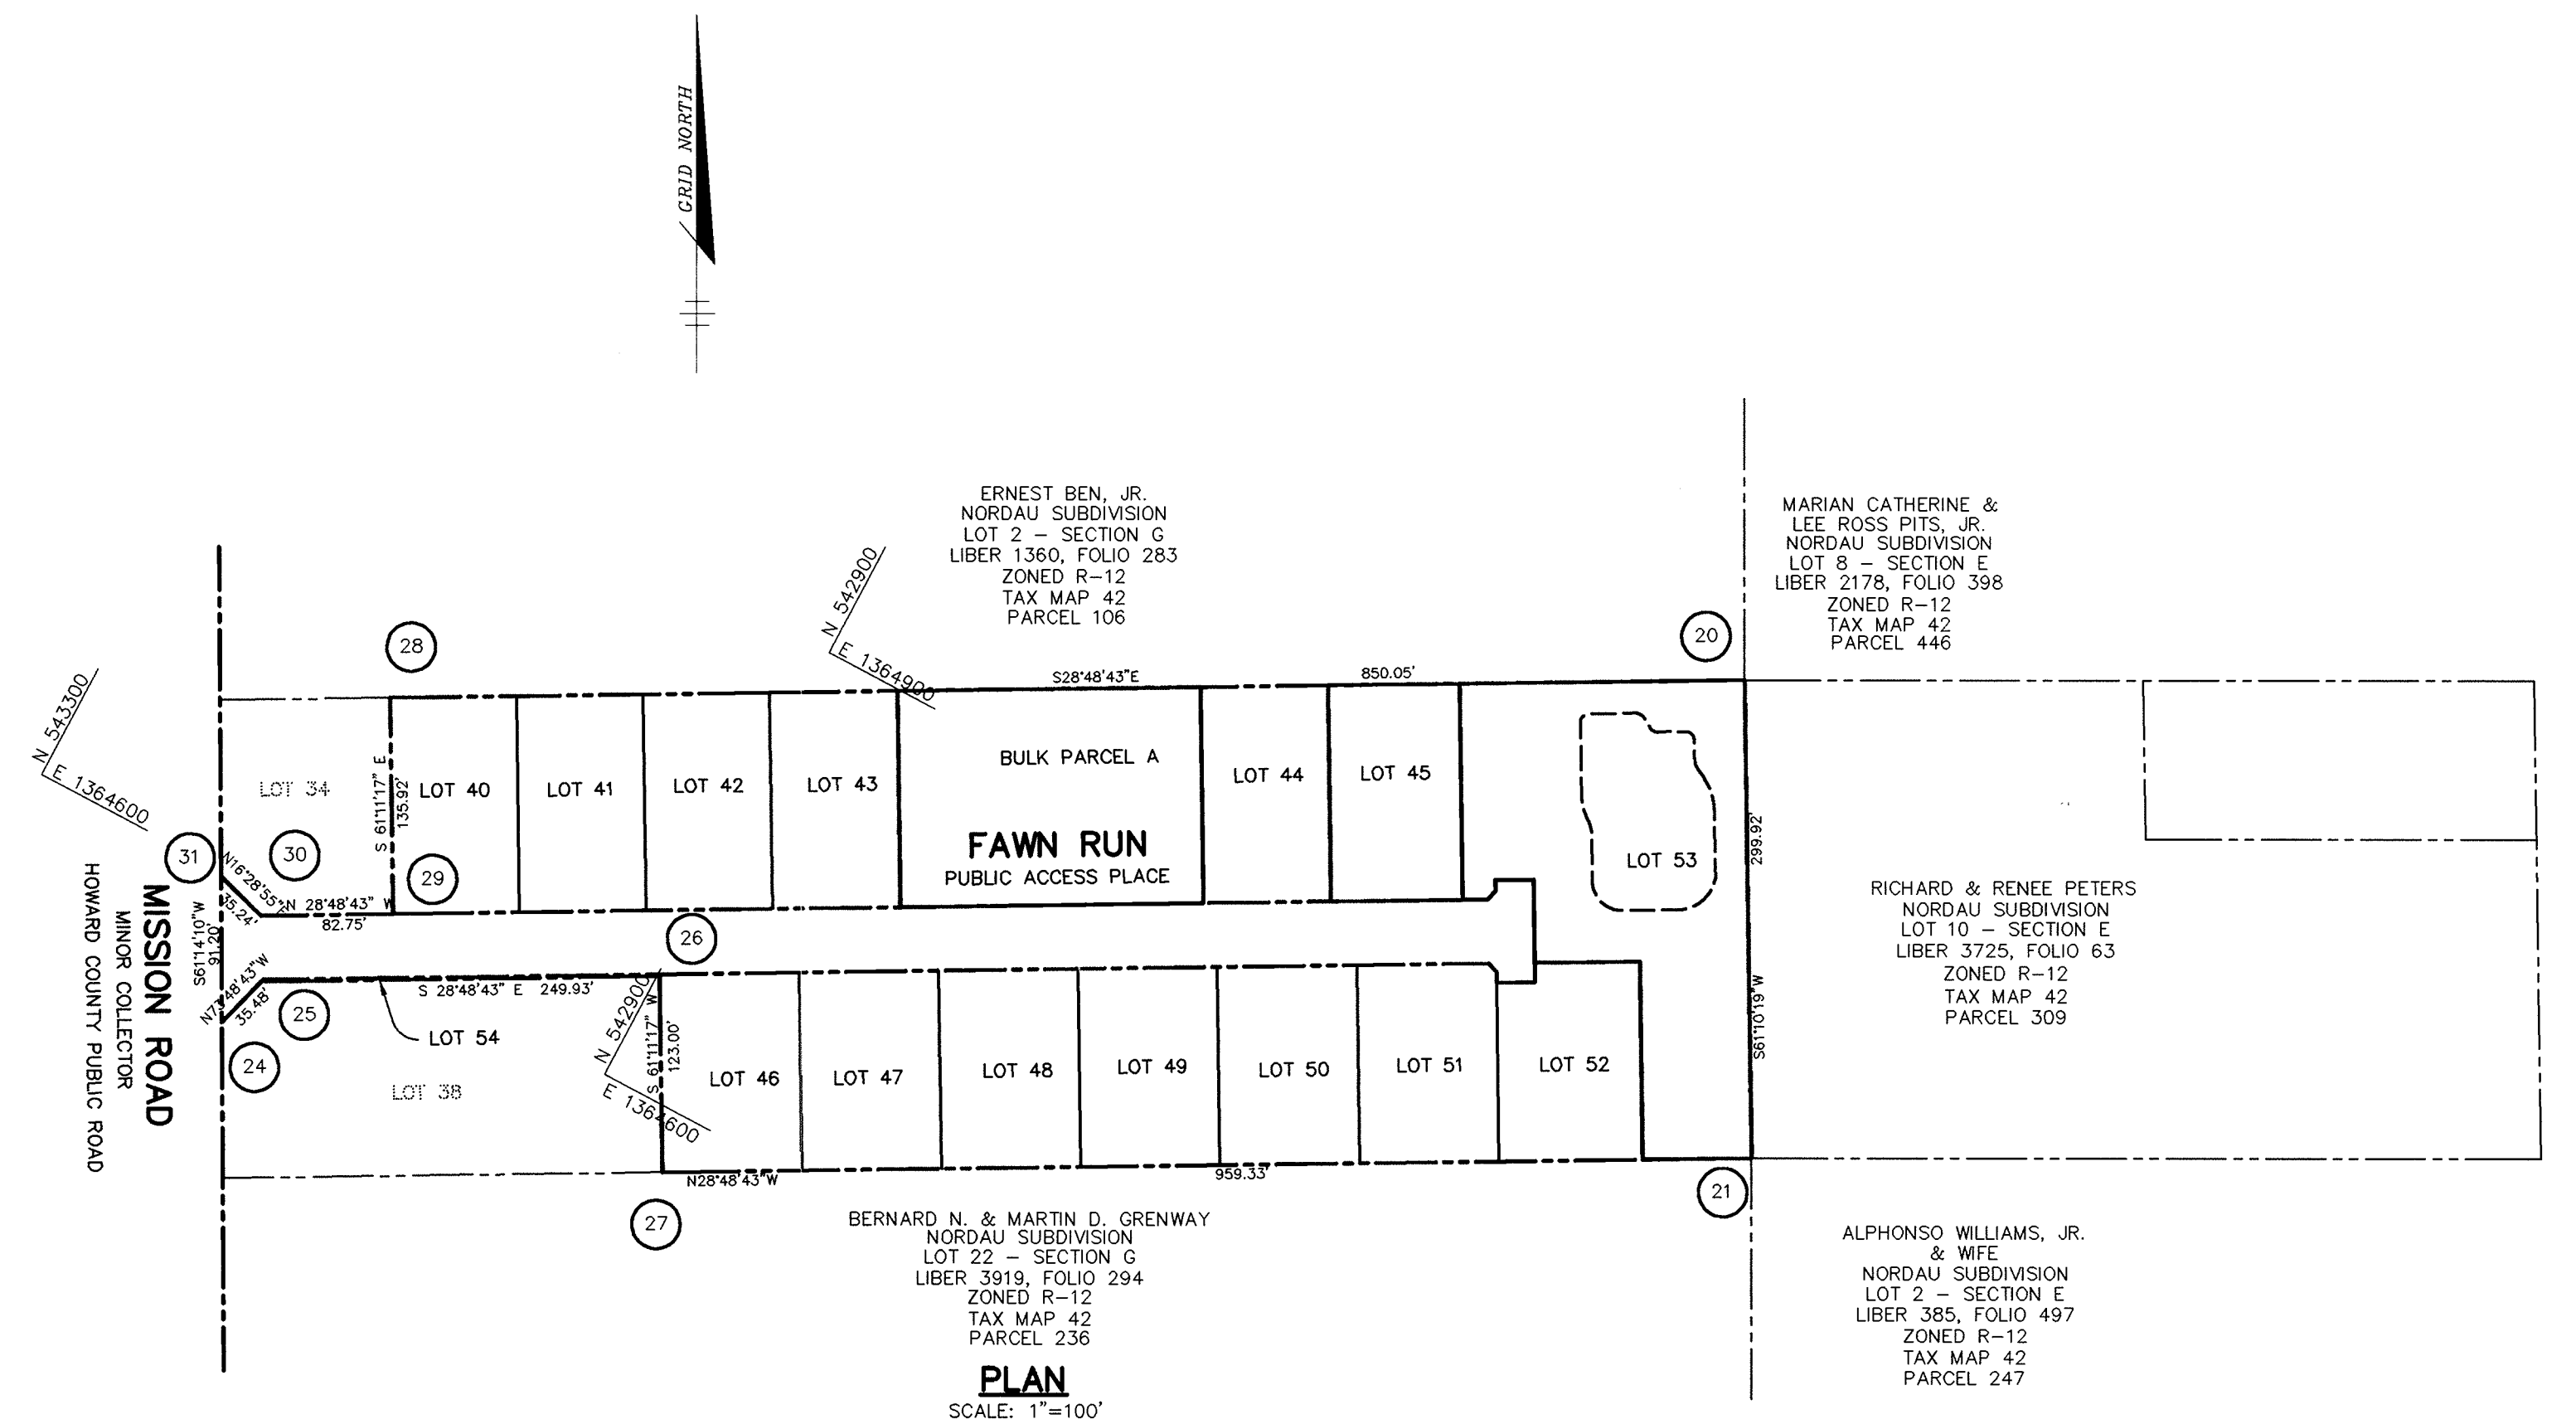 GRID NORTH
ERNEST BEN, JR.
NORDAU SUBDIVISION
LOT 2 – SECTION G
LIBER 1360, FOLIO 283
ZONED R–12
TAX MAP 42
PARCEL 106
MARIAN CATHERINE &
LEE ROSS PITS, JR.
NORDAU SUBDIVISION
LOT 8 – SECTION E
LIBER 2178, FOLIO 398
ZONED R–12
TAX MAP 42
PARCEL 446
N 542900
E 1364900
28
20
S28°48'43"E
850.05'
N 543300
E 1364600
LOT 34
S 61°11'17" E
135.92'
LOT 40
LOT 41
LOT 42
LOT 43
BULK PARCEL A
LOT 44
LOT 45
LOT 53
299.92'
S61°10'19"W
FAWN RUN
PUBLIC ACCESS PLACE
31
30
29
26
N16°28'55"E
35.24'
N 28°48'43" W
82.75'
MISSION ROAD
MINOR COLLECTOR
HOWARD COUNTY PUBLIC ROAD
S61°14'10"W
91.20'
N73°48'43"W
35.48'
S 28°48'43" E 249.93'
25
24
LOT 54
LOT 38
N 542900
E 1364600
S 61°11'17" W
123.00'
LOT 46
LOT 47
LOT 48
LOT 49
LOT 50
LOT 51
LOT 52
RICHARD & RENEE PETERS
NORDAU SUBDIVISION
LOT 10 – SECTION E
LIBER 3725, FOLIO 63
ZONED R–12
TAX MAP 42
PARCEL 309
N28°48'43"W
959.33'
27
21
BERNARD N. & MARTIN D. GRENWAY
NORDAU SUBDIVISION
LOT 22 – SECTION G
LIBER 3919, FOLIO 294
ZONED R–12
TAX MAP 42
PARCEL 236
ALPHONSO WILLIAMS, JR.
& WIFE
NORDAU SUBDIVISION
LOT 2 – SECTION E
LIBER 385, FOLIO 497
ZONED R–12
TAX MAP 42
PARCEL 247
PLAN
SCALE: 1"=100'